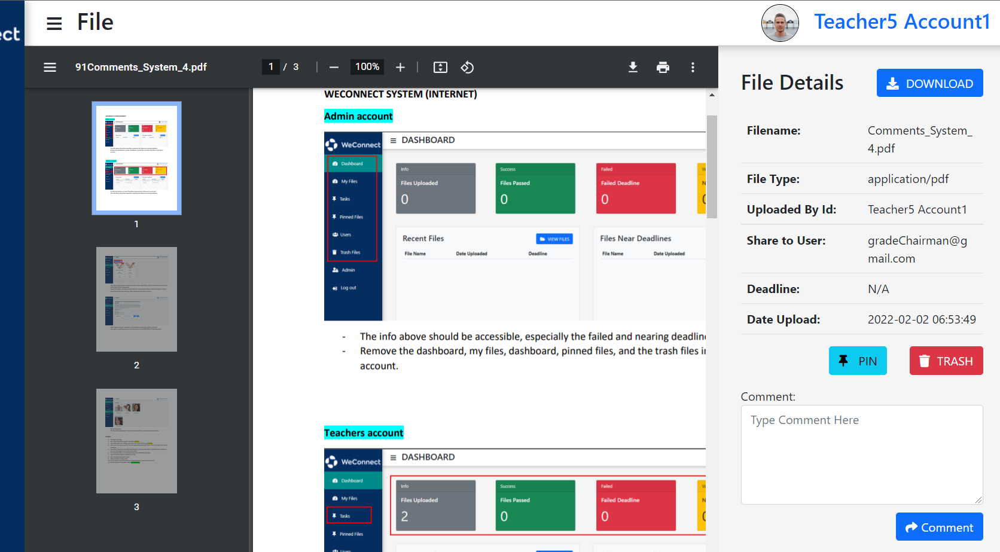 ect
File
Teacher5 Account1
91Comments_System_4.pdf
1 / 3
100%
1
2
3
WECONNECT SYSTEM (INTERNET)
Admin account
WeConnect
DASHBOARD
Dashboard
My Files
Tasks
Pinned Files
Users
Trash Files
Admin
Log out
Info
Files Uploaded
0
Success
Files Passed
0
Failed
Failed Deadline
0
Recent Files
VIEW FILES
File Name Date Uploaded Deadline
Files Near Deadlines
File Name Date Uploaded
- The info above should be accessible, especially the failed and nearing deadlin
- Remove the dashboard, my files, dashboard, pinned files, and the trash files i
account.
Teachers account
WeConnect
DASHBOARD
Dashboard
My Files
Tasks
Pinned Files
Users
Info
Files Uploaded
2
Success
Files Passed
0
Failed
Failed Deadline
0
File Details
DOWNLOAD
Filename: Comments_System_
4.pdf
File Type: application/pdf
Uploaded By Id: Teacher5 Account1
Share to User: gradeChairman@g
mail.com
Deadline: N/A
Date Upload: 2022-02-02 06:53:49
PIN
TRASH
Comment:
Type Comment Here
Comment